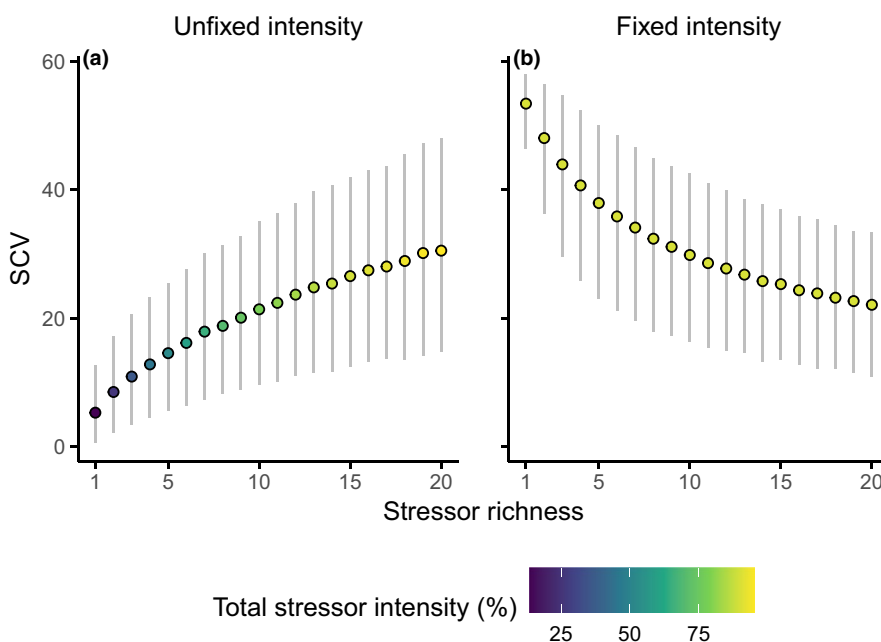 Unfixed intensity
Fixed intensity
(a)
(b)
60
40
20
0
SCV
1 5 10 15 20
1 5 10 15 20
Stressor richness
Total stressor intensity (%)
25 50 75